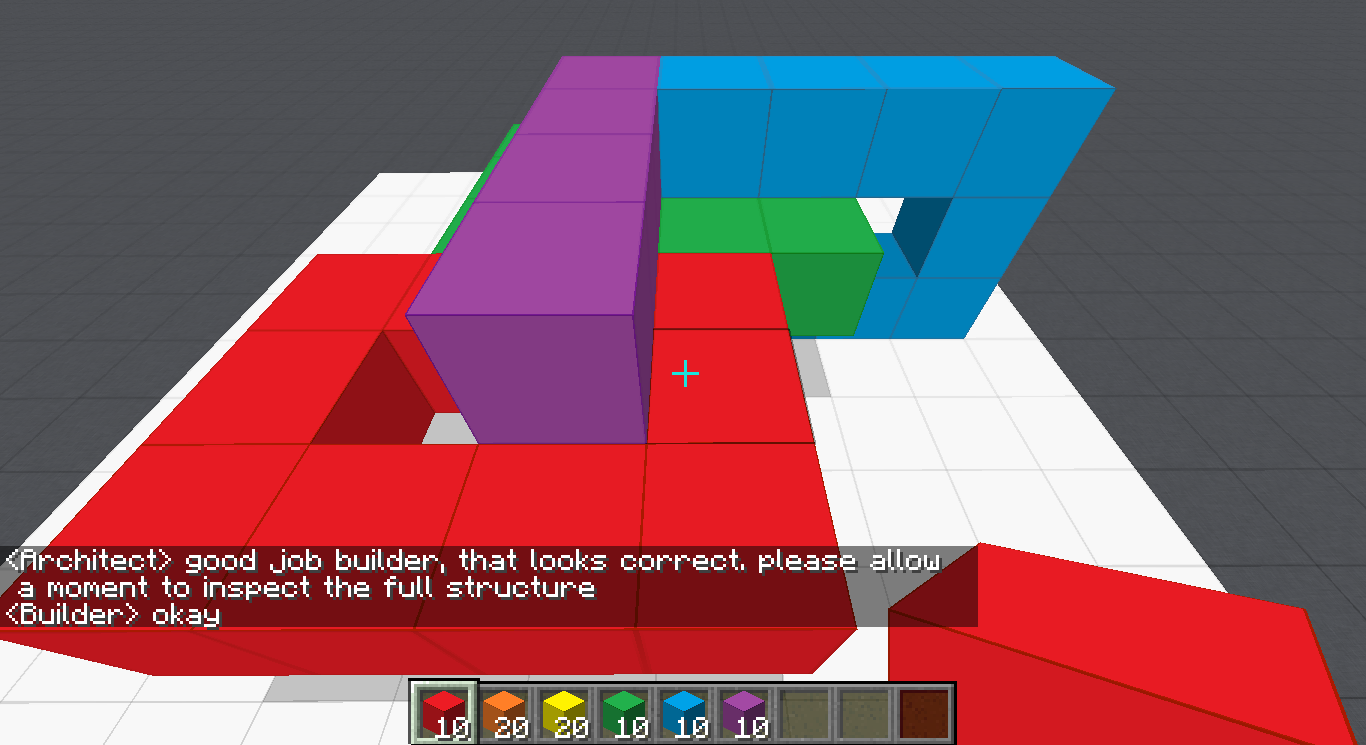 <Architect> good job builder, that looks correct. please allow
a moment to inspect the full structure
<Builder> okay
10 20 20 10 10 10